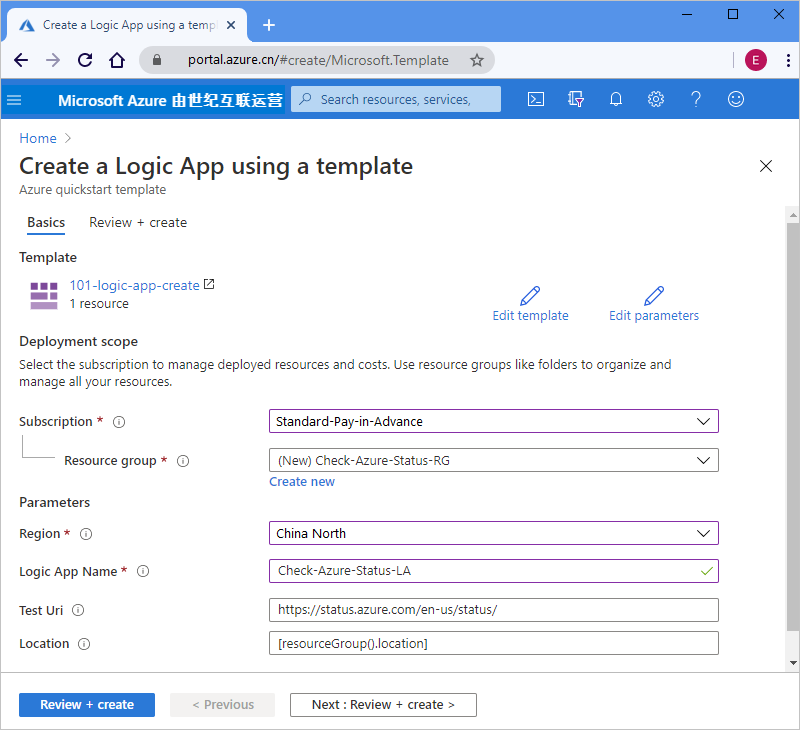 Create a Logic App using a templ
portal.azure.cn/#create/Microsoft.Template
E
Microsoft Azure 由世纪互联运营
Search resources, services,
Home
Create a Logic App using a template
Azure quickstart template
Basics
Review + create
Template
101-logic-app-create
1 resource
Edit template
Edit parameters
Deployment scope
Select the subscription to manage deployed resources and costs. Use resource groups like folders to organize and
manage all your resources.
Subscription *
Standard-Pay-in-Advance
Resource group *
(New) Check-Azure-Status-RG
Create new
Parameters
Region *
China North
Logic App Name *
Check-Azure-Status-LA
Test Uri
https://status.azure.com/en-us/status/
Location
[resourceGroup().location]
Review + create
< Previous
Next : Review + create >